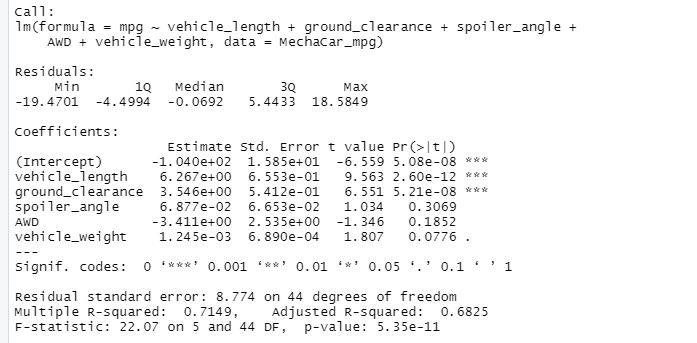 Call:
lm(formula = mpg ~ vehicle_length + ground_clearance + spoiler_angle +
    AWD + vehicle_weight, data = MechaCar_mpg)

Residuals:
     Min       1Q   Median       3Q      Max
-19.4701  -4.4994  -0.0692   5.4433  18.5849

Coefficients:
                   Estimate Std. Error t value Pr(>|t|)
(Intercept)      -1.040e+02  1.585e+01  -6.559 5.08e-08 ***
vehicle_length    6.267e+00  6.553e-01   9.563 2.60e-12 ***
ground_clearance  3.546e+00  5.412e-01   6.551 5.21e-08 ***
spoiler_angle     6.877e-02  6.653e-02   1.034   0.3069
AWD              -3.411e+00  2.535e+00  -1.346   0.1852
vehicle_weight    1.245e-03  6.890e-04   1.807   0.0776 .
---
Signif. codes:  0 ‘***’ 0.001 ‘**’ 0.01 ‘*’ 0.05 ‘.’ 0.1 ‘ ’ 1

Residual standard error: 8.774 on 44 degrees of freedom
Multiple R-squared:  0.7149,    Adjusted R-squared:  0.6825
F-statistic: 22.07 on 5 and 44 DF,  p-value: 5.35e-11